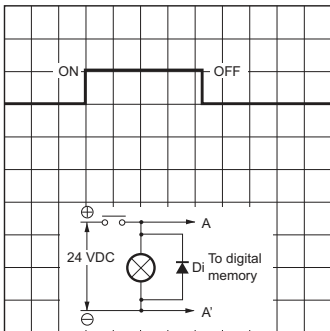 ON OFF
⊕
A
24 VDC
Di To digital
memory
A'
⊖